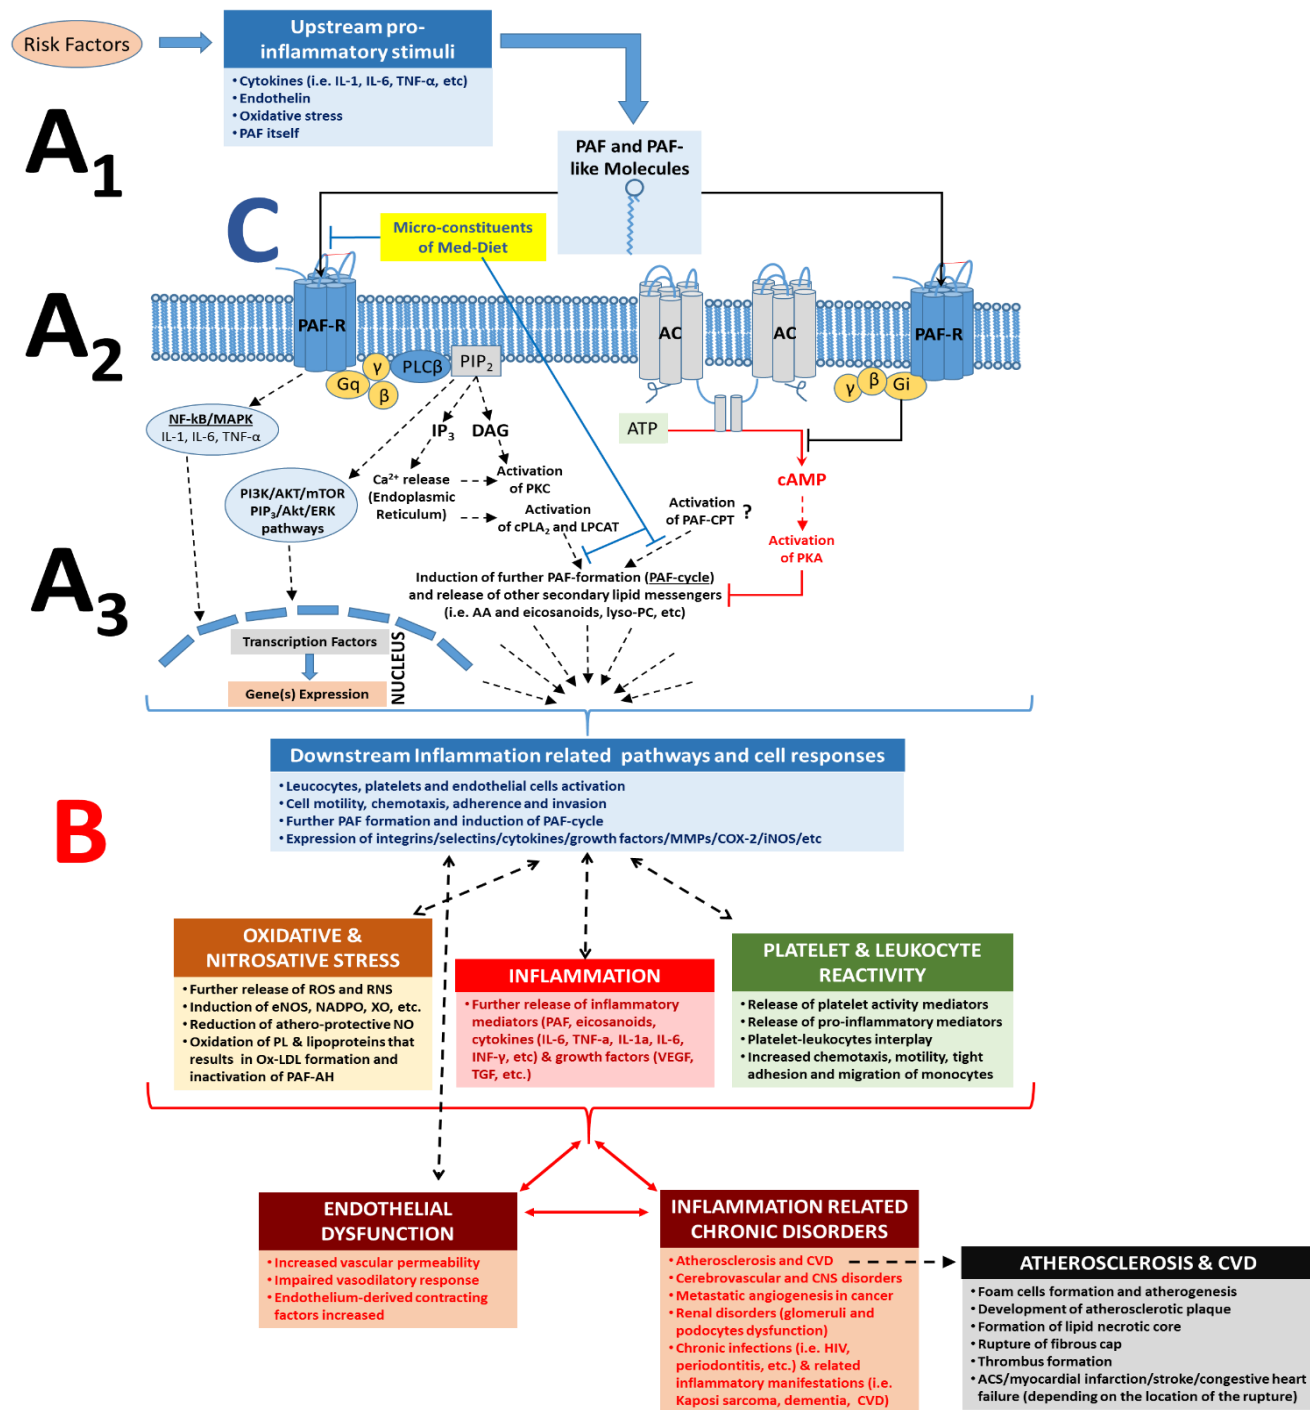 Risk Factors
Upstream pro-
inflammatory stimuli
• Cytokines (i.e. IL-1, IL-6, TNF-α, etc)
• Endothelin
• Oxidative stress
• PAF itself
A1
PAF and PAF-
like Molecules
C
Micro-constituents
of Med-Diet
A2
PAF-R
AC
AC
PAF-R
Gq
γ
β
PLCβ
PIP2
γ
β
Gi
NF-kB/MAPK
IL-1, IL-6, TNF-α
IP3
DAG
ATP
cAMP
PI3K/AKT/mTOR
PIP3/Akt/ERK
pathways
Ca2+ release
(Endoplasmic
Reticulum)
Activation
of PKC
Activation
of cPLA2 and LPCAT
Activation
of PAF-CPT
?
Activation
of PKA
A3
Induction of further PAF-formation (PAF-cycle)
and release of other secondary lipid messengers
(i.e. AA and eicosanoids, lyso-PC, etc)
Transcription Factors
Gene(s) Expression
NUCLEUS
Downstream Inflammation related pathways and cell responses
• Leucocytes, platelets and endothelial cells activation
• Cell motility, chemotaxis, adherence and invasion
• Further PAF formation and induction of PAF-cycle
• Expression of integrins/selectins/cytokines/growth factors/MMPs/COX-2/iNOS/etc
B
OXIDATIVE &
NITROSATIVE STRESS
• Further release of ROS and RNS
• Induction of eNOS, NADPO, XO, etc.
• Reduction of athero-protective NO
• Oxidation of PL & lipoproteins that
results in Ox-LDL formation and
inactivation of PAF-AH
INFLAMMATION
• Further release of inflammatory
mediators (PAF, eicosanoids,
cytokines (IL-6, TNF-a, IL-1a, IL-6,
INF-γ, etc) & growth factors (VEGF,
TGF, etc.)
PLATELET & LEUKOCYTE
REACTIVITY
• Release of platelet activity mediators
• Release of pro-inflammatory mediators
• Platelet-leukocytes interplay
• Increased chemotaxis, motility, tight
adhesion and migration of monocytes
ENDOTHELIAL
DYSFUNCTION
• Increased vascular permeability
• Impaired vasodilatory response
• Endothelium-derived contracting
factors increased
INFLAMMATION RELATED
CHRONIC DISORDERS
• Atherosclerosis and CVD
• Cerebrovascular and CNS disorders
• Metastatic angiogenesis in cancer
• Renal disorders (glomeruli and
podocytes dysfunction)
• Chronic infections (i.e. HIV,
periodontitis, etc.) & related
inflammatory manifestations (i.e.
Kaposi sarcoma, dementia, CVD)
ATHEROSCLEROSIS & CVD
• Foam cells formation and atherogenesis
• Development of atherosclerotic plaque
• Formation of lipid necrotic core
• Rupture of fibrous cap
• Thrombus formation
• ACS/myocardial infarction/stroke/congestive heart
failure (depending on the location of the rupture)